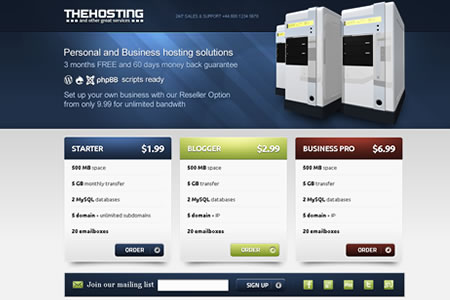 THEHOSTING
and other great services
24/7 SALES & SUPPORT +44 800 1234 5678
Personal and Business hosting solutions
3 months FREE and 60 days money back guarantee
phpBB scripts ready
Set up your own business with our Reseller Option
from only 9.99 for unlimited bandwith
STARTER $1.99
500 MB space
5 GB monthly transfer
2 MySQL databases
5 domain + unlimited subdomains
20 emailboxes
ORDER
BLOGGER $2.99
500 MB space
5 GB transfer
2 MySQL databases
5 domain + IP
20 emailboxes
ORDER
BUSINESS PRO $6.99
500 MB space
5 GB transfer
2 MySQL databases
5 domain + IP
20 emailboxes
ORDER
Join our mailing list
SIGN UP